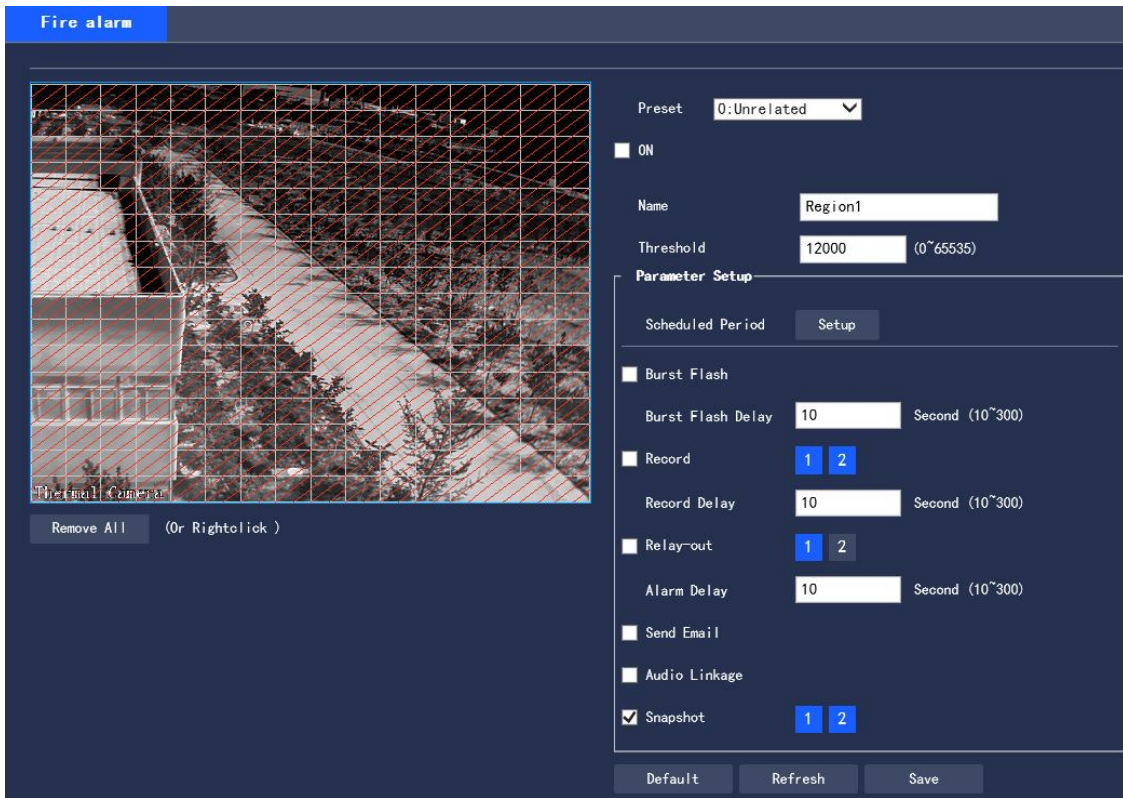 Fire alarm
Preset 0:Unrelated
ON
Name Region1
Threshold 12000 (0~65535)
Parameter Setup
Scheduled Period Setup
Burst Flash
Burst Flash Delay 10 Second (10~300)
Record 1 2
Record Delay 10 Second (10~300)
Relay-out 1 2
Alarm Delay 10 Second (10~300)
Send Email
Audio Linkage
Snapshot 1 2
Thermal Camera
Remove All (Or Rightclick )
Default Refresh Save